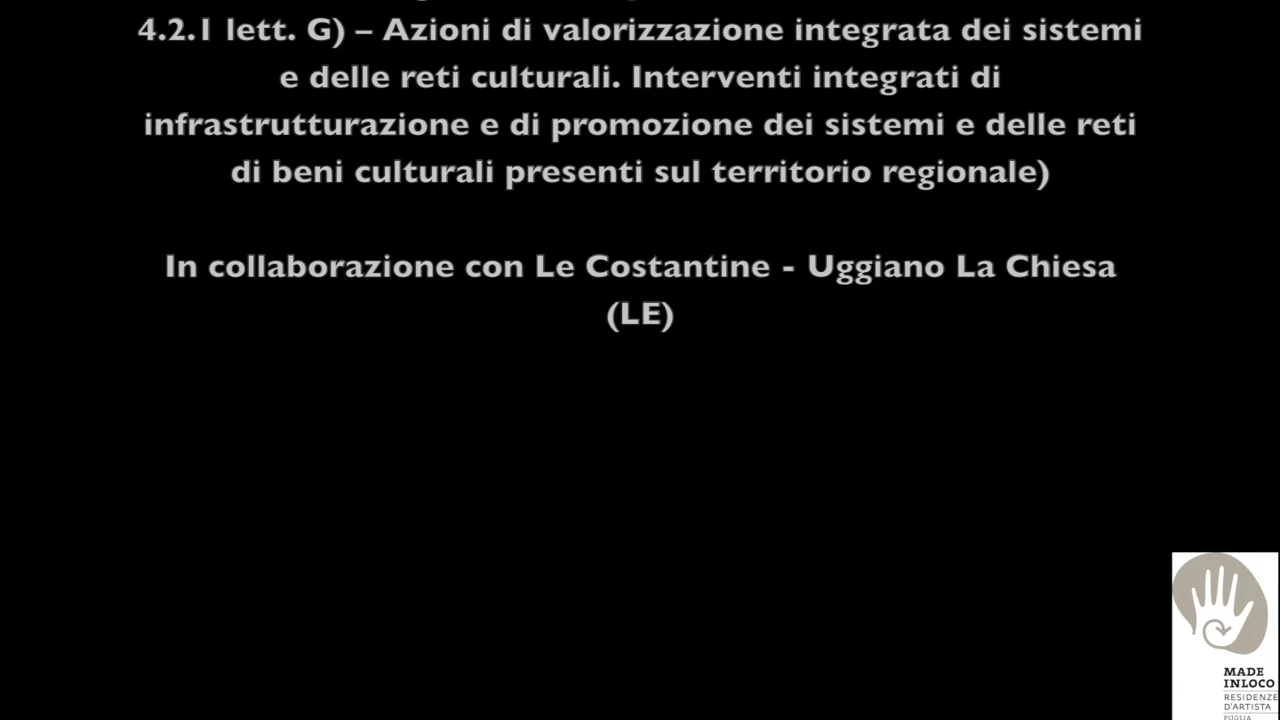 4.2.1 lett. G) – Azioni di valorizzazione integrata dei sistemi
e delle reti culturali. Interventi integrati di
infrastrutturazione e di promozione dei sistemi e delle reti
di beni culturali presenti sul territorio regionale)
In collaborazione con Le Costantine - Uggiano La Chiesa
(LE)
MADE
INLOCO
RESIDENZE
D'ARTISTA
PUGLIA